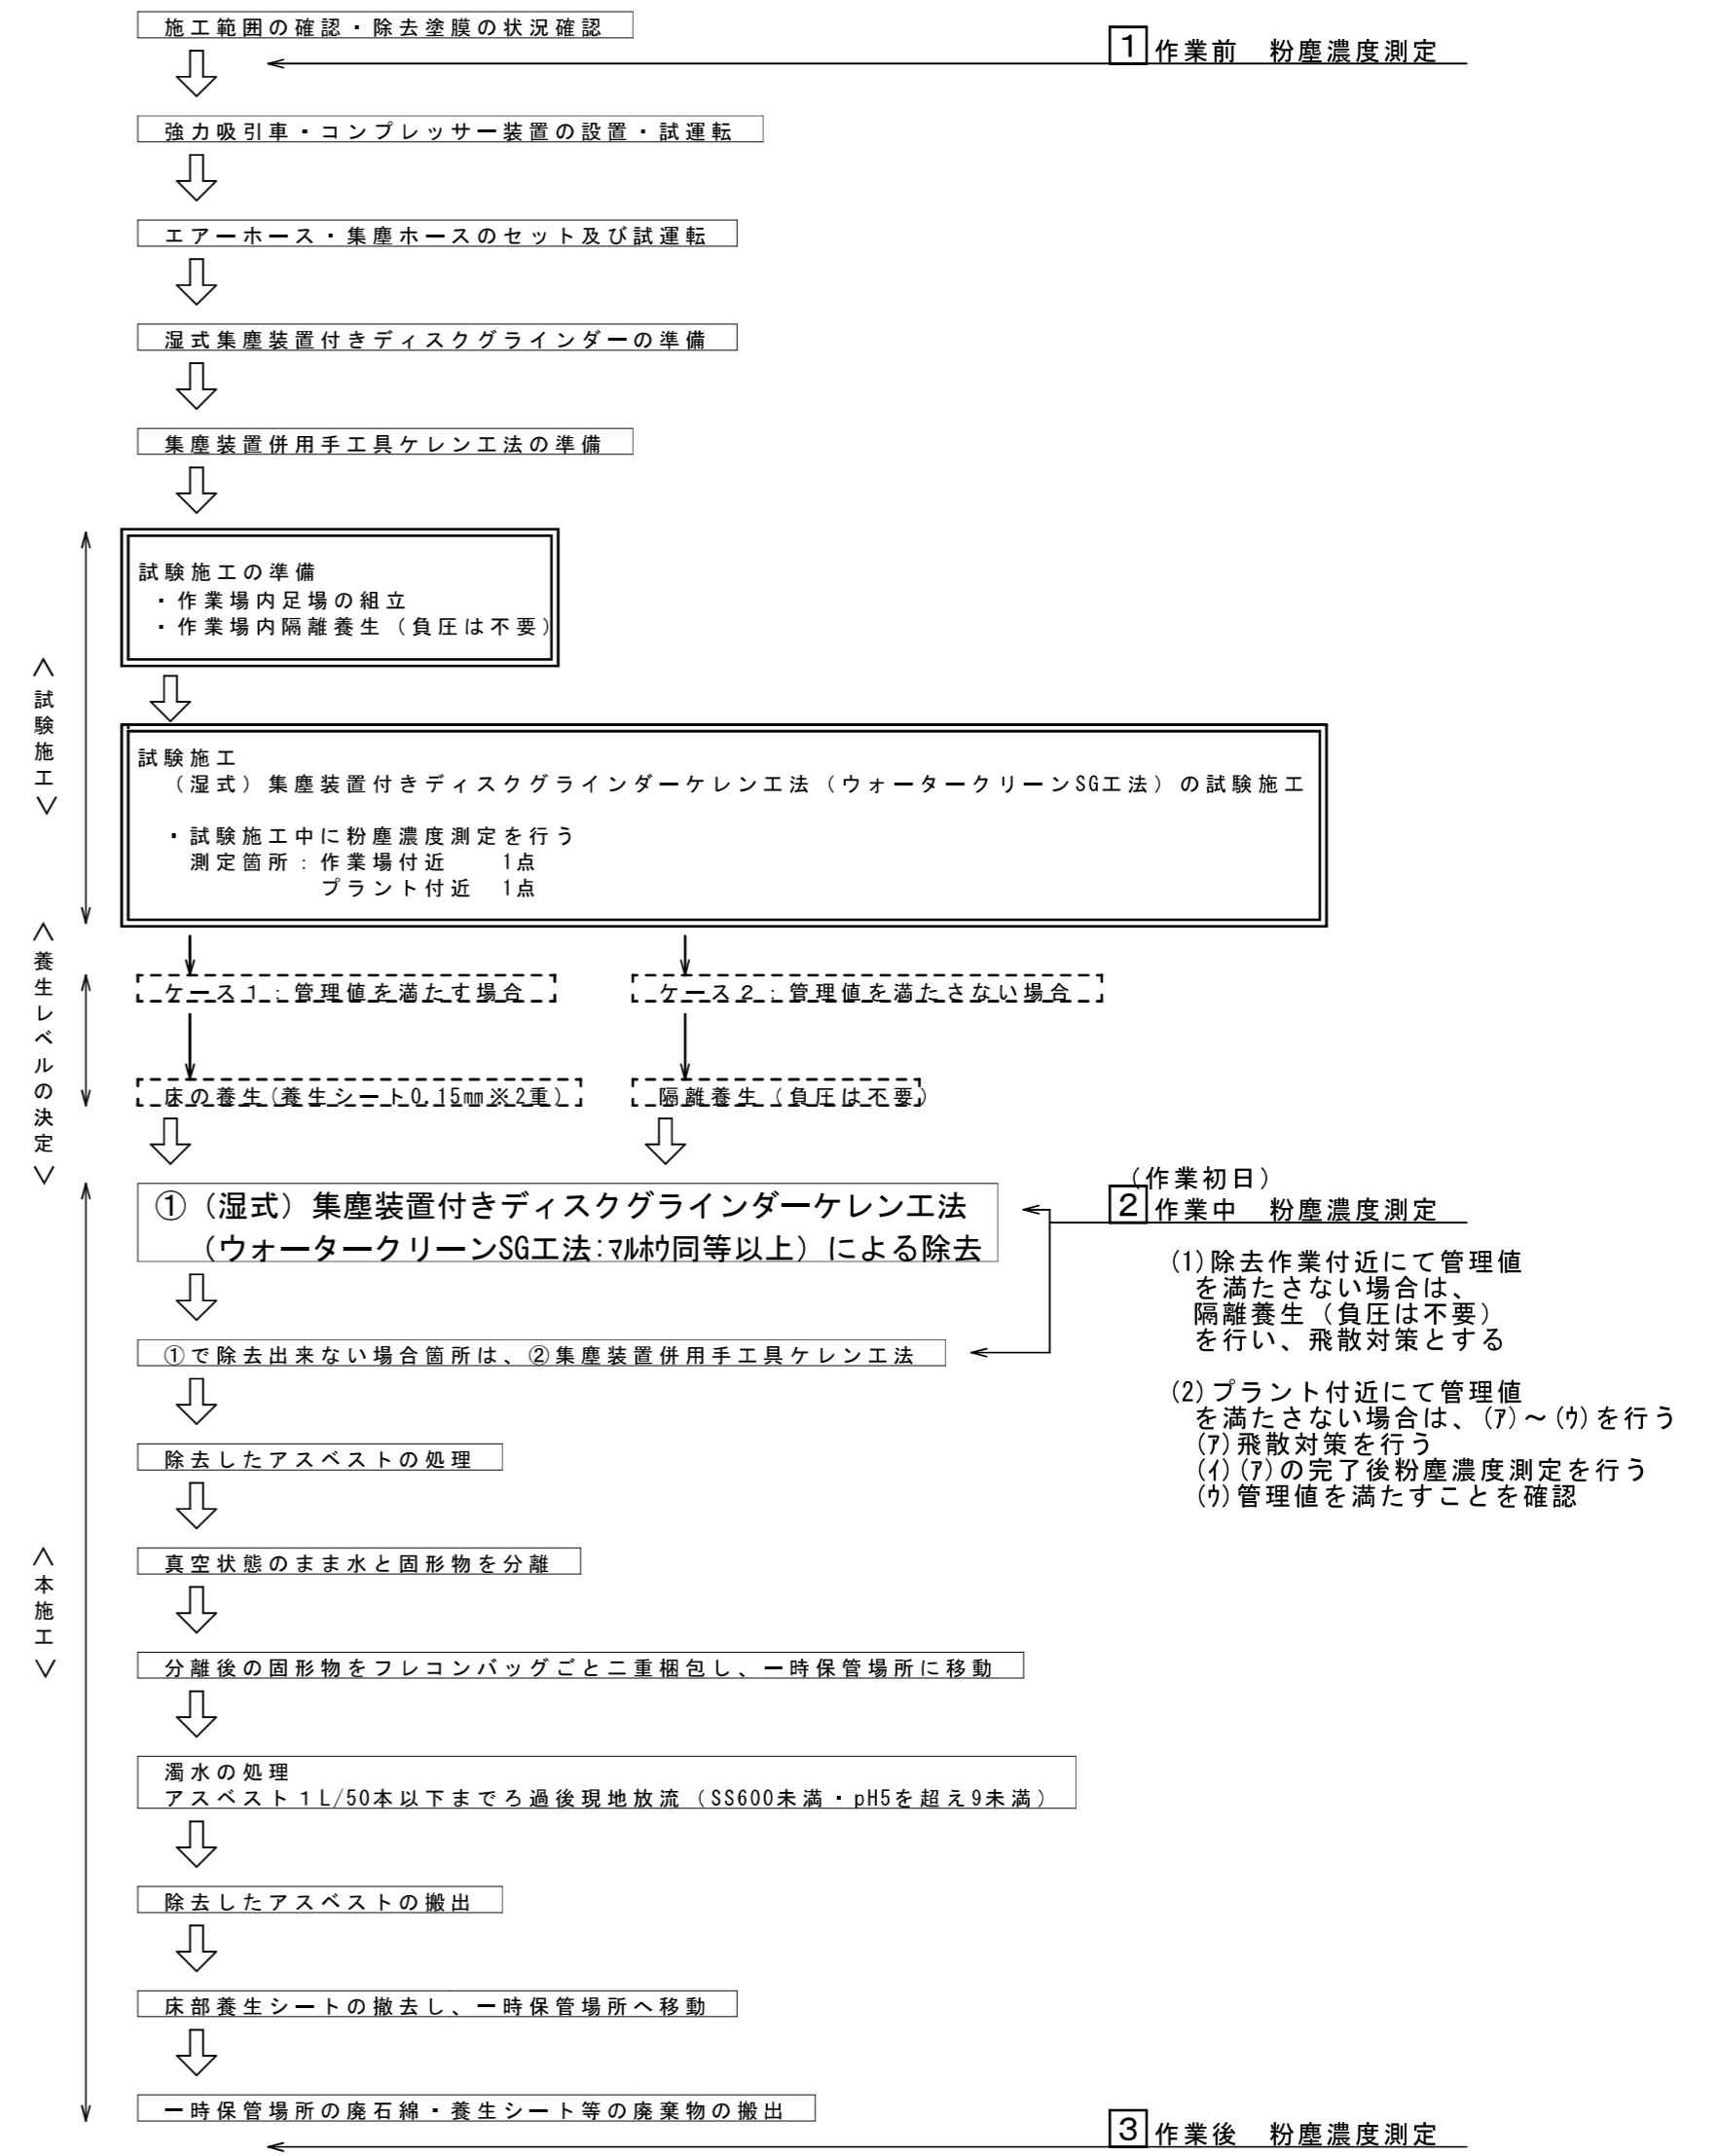 施工範囲の確認・除去塗膜の状況確認
1 作業前　粉塵濃度測定
強力吸引車・コンプレッサー装置の設置・試運転
エアーホース・集塵ホースのセット及び試運転
湿式集塵装置付きディスクグラインダーの準備
集塵装置併用手工具ケレン工法の準備
＜試験施工＞
試験施工の準備
・作業場内足場の組立
・作業場内隔離養生（負圧は不要）
試験施工
（湿式）集塵装置付きディスクグラインダーケレン工法（ウォータークリーンSG工法）の試験施工
・試験施工中に粉塵濃度測定を行う
測定箇所：作業場付近　　1点
プラント付近　1点
＜養生レベルの決定＞
ケース１：管理値を満たす場合
ケース２：管理値を満たさない場合
床の養生(養生シート0.15㎜※2重)
隔離養生（負圧は不要）
＜本施工＞
①（湿式）集塵装置付きディスクグラインダーケレン工法
（ウォータークリーンSG工法:ﾏﾙﾎｳ同等以上）による除去
（作業初日）
2 作業中　粉塵濃度測定
(1)除去作業付近にて管理値
を満たさない場合は、
隔離養生（負圧は不要）
を行い、飛散対策とする
①で除去出来ない場合箇所は、②集塵装置併用手工具ケレン工法
(2)プラント付近にて管理値
を満たさない場合は、(ｱ)～(ｳ)を行う
(ｱ)飛散対策を行う
(ｲ)(ｱ)の完了後粉塵濃度測定を行う
(ｳ)管理値を満たすことを確認
除去したアスベストの処理
真空状態のまま水と固形物を分離
分離後の固形物をフレコンバッグごと二重梱包し、一時保管場所に移動
濁水の処理
アスベスト１L/50本以下までろ過後現地放流（SS600未満・pH5を超え9未満）
除去したアスベストの搬出
床部養生シートの撤去し、一時保管場所へ移動
一時保管場所の廃石綿・養生シート等の廃棄物の搬出
3 作業後　粉塵濃度測定